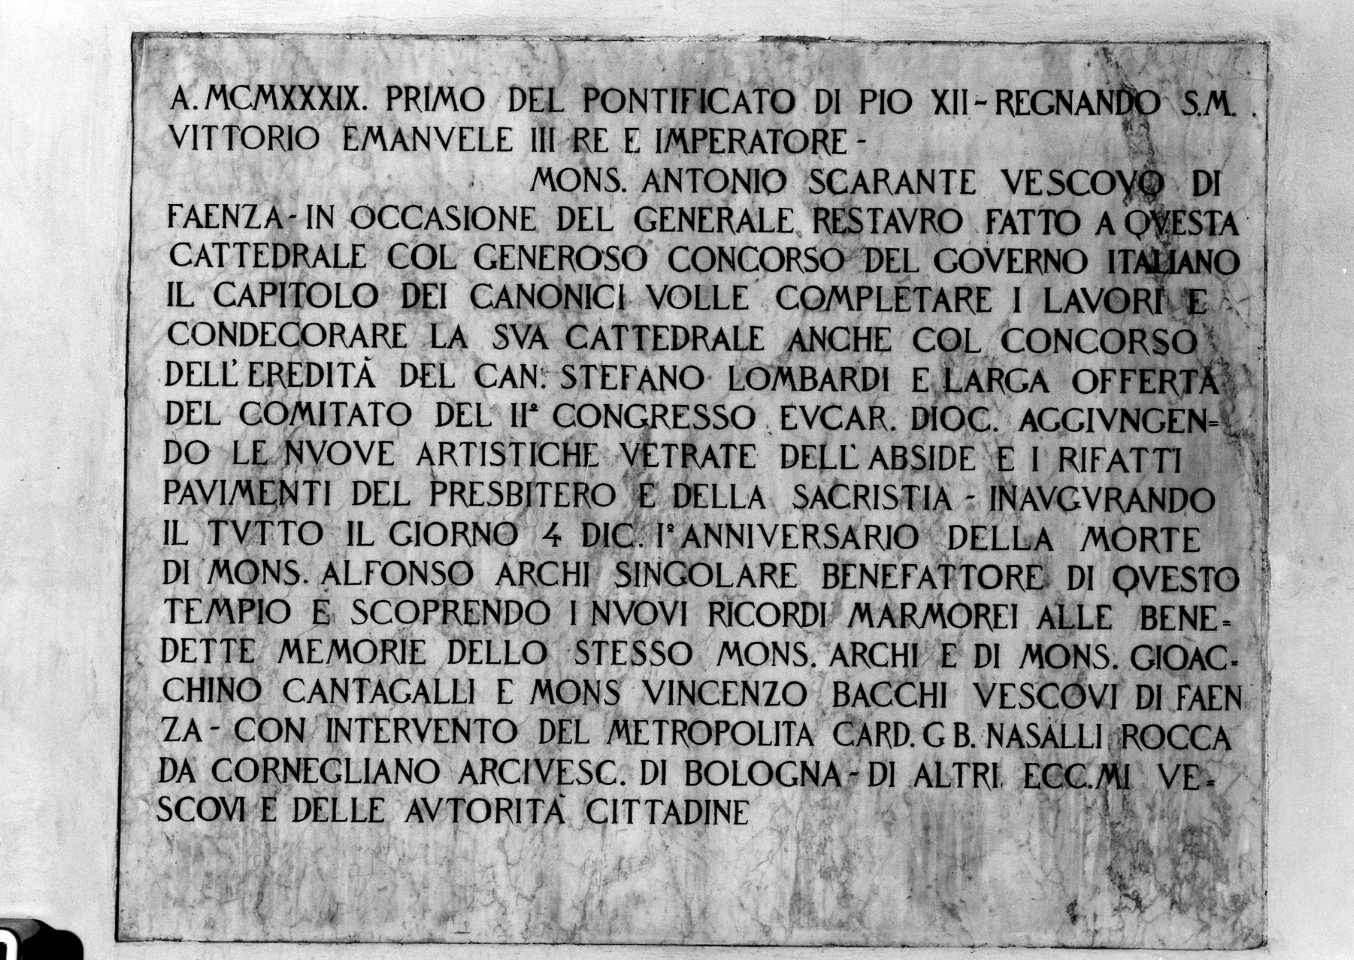 A. MCMXXXIX. PRIMO DEL PONTIFICATO DI PIO XII - REGNANDO S.M.
VITTORIO EMANVELE III RE E IMPERATORE -
MONS. ANTONIO SCARANTE VESCOVO DI
FAENZA - IN OCCASIONE DEL GENERALE RESTAVRO FATTO A QVESTA
CATTEDRALE COL GENEROSO CONCORSO DEL GOVERNO ITALIANO
IL CAPITOLO DEI CANONICI VOLLE COMPLETARE I LAVORI E
CONDECORARE LA SVA CATTEDRALE ANCHE COL CONCORSO
DELL'EREDITÀ DEL CAN. STEFANO LOMBARDI E LARGA OFFERTA
DEL COMITATO DEL IIº CONGRESSO EVCAR. DIOC. AGGIVNGEN=
DO LE NVOVE ARTISTICHE VETRATE DELL'ABSIDE E I RIFATTI
PAVIMENTI DEL PRESBITERO E DELLA SACRISTIA - INAVGVRANDO
IL TVTTO IL GIORNO 4 DIC. Iº ANNIVERSARIO DELLA MORTE
DI MONS. ALFONSO ARCHI SINGOLARE BENEFATTORE DI QVESTO
TEMPIO E SCOPRENDO I NVOVI RICORDI MARMOREI ALLE BENE=
DETTE MEMORIE DELLO STESSO MONS. ARCHI E DI MONS. GIOAC-
CHINO CANTAGALLI E MONS VINCENZO BACCHI VESCOVI DI FAEN
ZA - CON INTERVENTO DEL METROPOLITA CARD. G B. NASALLI ROCCA
DA CORNEGLIANO ARCIVESC. DI BOLOGNA - DI ALTRI ECC.MI VE=
SCOVI E DELLE AVTORITÀ CITTADINE